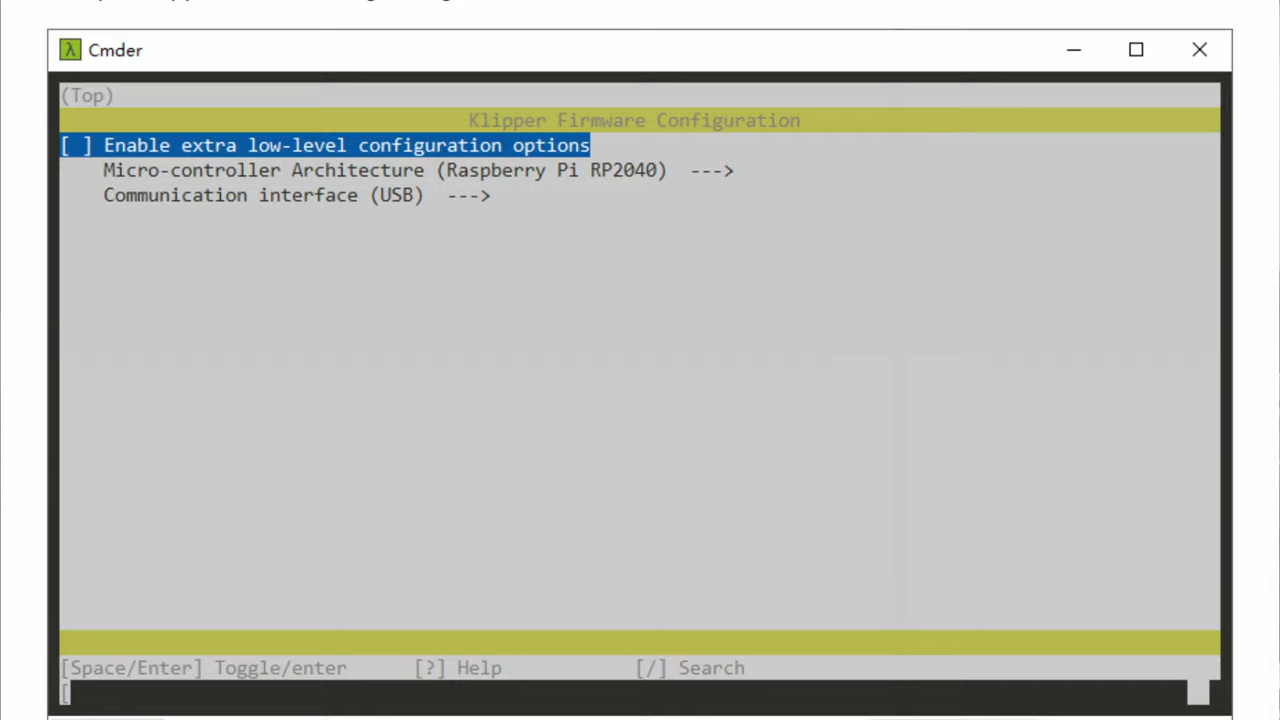 Cmder
(Top)
Klipper Firmware Configuration
[ ] Enable extra low-level configuration options
Micro-controller Architecture (Raspberry Pi RP2040) --->
Communication interface (USB) --->
[Space/Enter] Toggle/enter [?] Help [/] Search
[